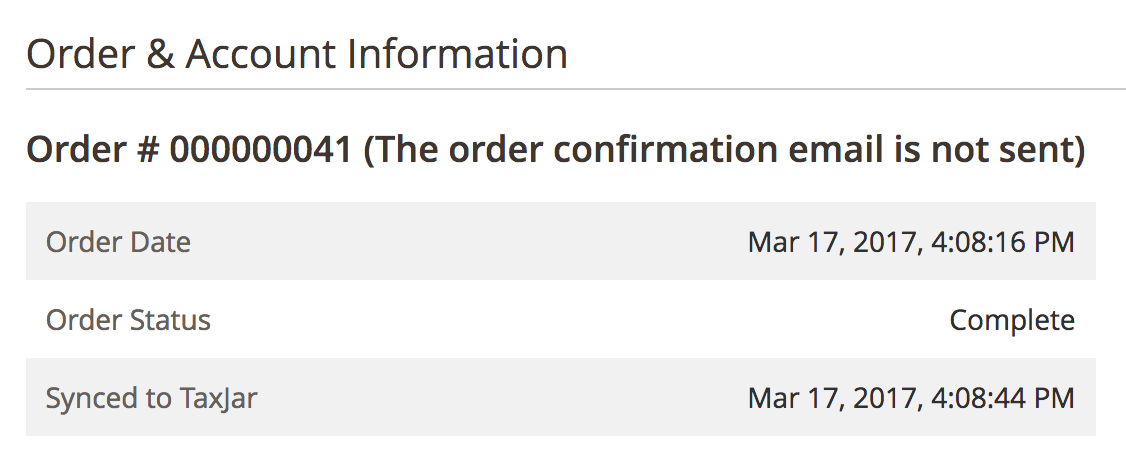 Order & Account Information
Order # 000000041 (The order confirmation email is not sent)
Order Date Mar 17, 2017, 4:08:16 PM
Order Status Complete
Synced to TaxJar Mar 17, 2017, 4:08:44 PM